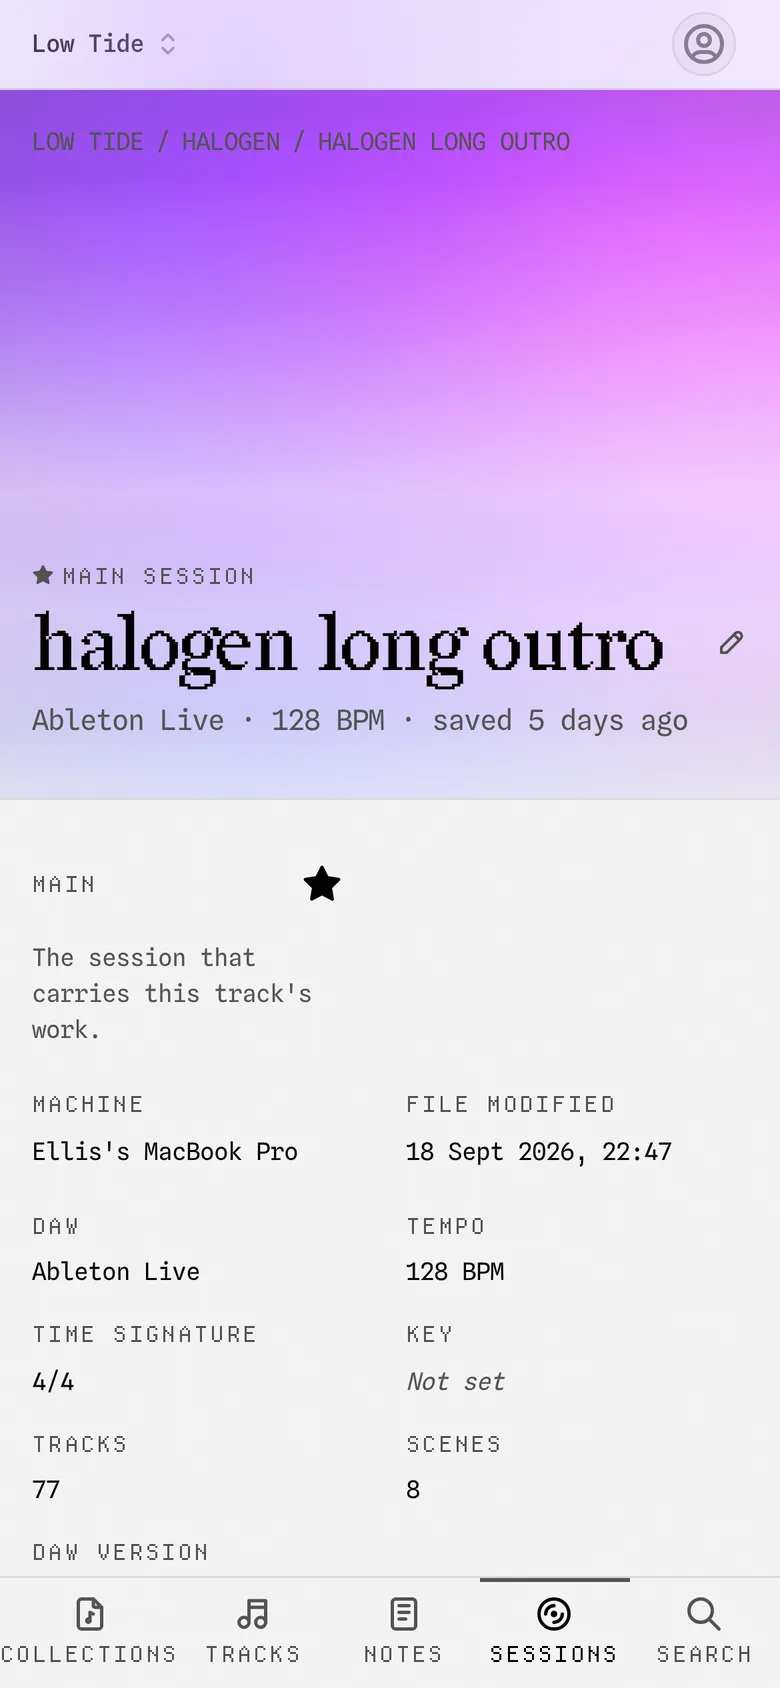 Low Tide
LOW TIDE / HALOGEN / HALOGEN LONG OUTRO
MAIN SESSION
halogen long outro
Ableton Live · 128 BPM · saved 5 days ago
MAIN
The session that
carries this track's
work.
MACHINE
Ellis's MacBook Pro
FILE MODIFIED
18 Sept 2026, 22:47
DAW
Ableton Live
TEMPO
128 BPM
TIME SIGNATURE
4/4
KEY
Not set
TRACKS
77
SCENES
8
DAW VERSION
COLLECTIONS
TRACKS
NOTES
SESSIONS
SEARCH